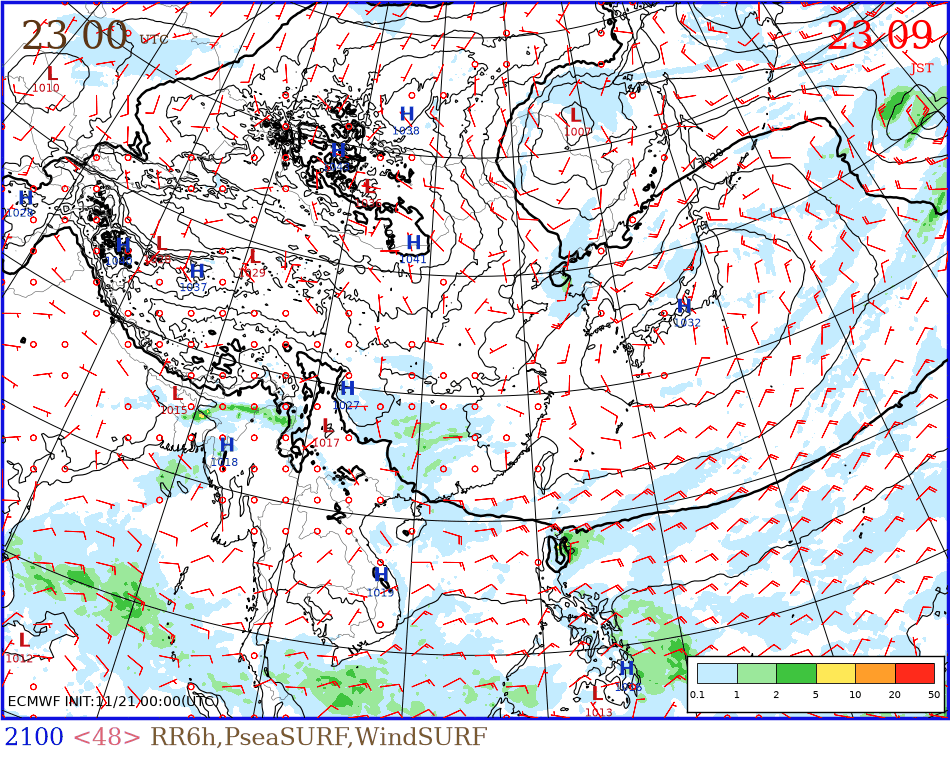 23 00 UTC
23 09
JST
L
1010
H
1038
L
H
L
1020
H
1028
H
L
H
1037
L
1029
H
1041
H
1032
L
1015
H
1027
L
1017
H
1018
H
1019
L
1012
H
L
1013
0.1 1 2 5 10 20 50
ECMWF INIT:11/21.00:00(UTC)
2100 <48> RR6h,PseaSURF,WindSURF